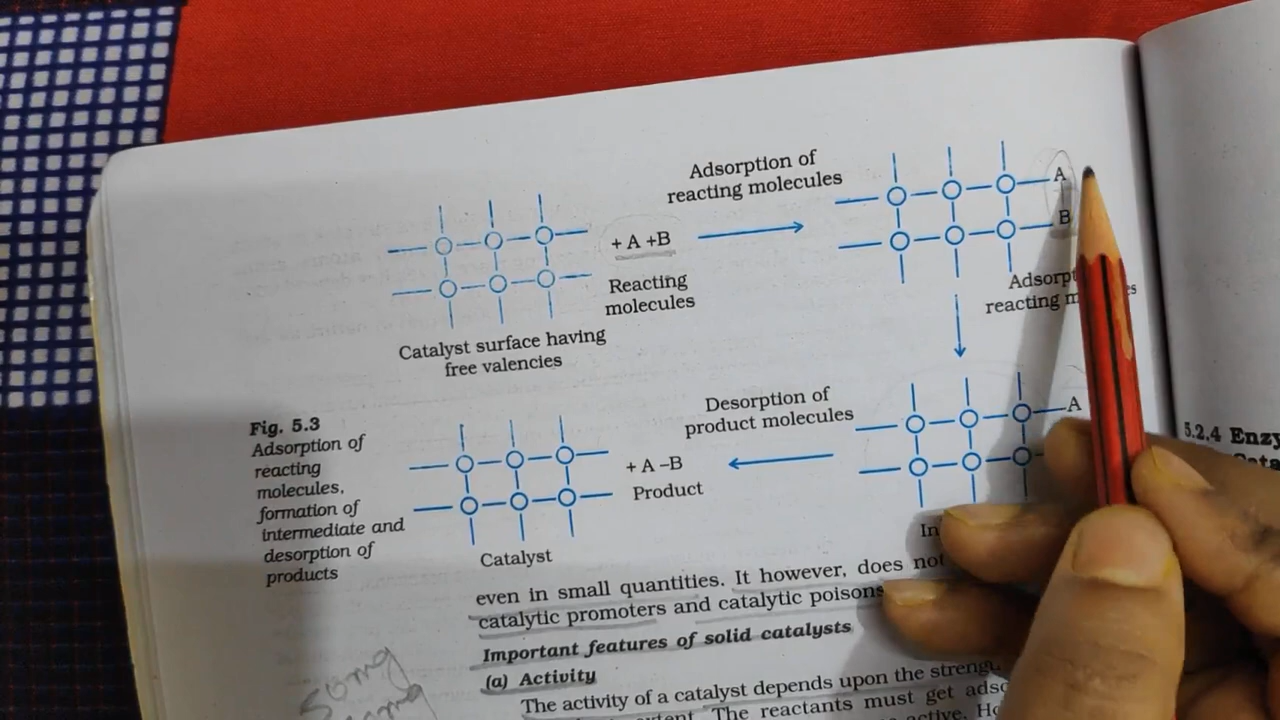 Adsorption of
reacting molecules
A
B
+ A +B
Reacting
molecules
Catalyst surface having
free valencies
Fig. 5.3
Adsorption of
reacting
molecules,
formation of
intermediate and
desorption of
products
Desorption of
product molecules
A
+ A –B
Product
Catalyst
even in small quantities. It however, does not
catalytic promoters and catalytic poisons
Important features of solid catalysts
(a) Activity
The activity of a catalyst depends upon the
The reactants must get
5.2.4